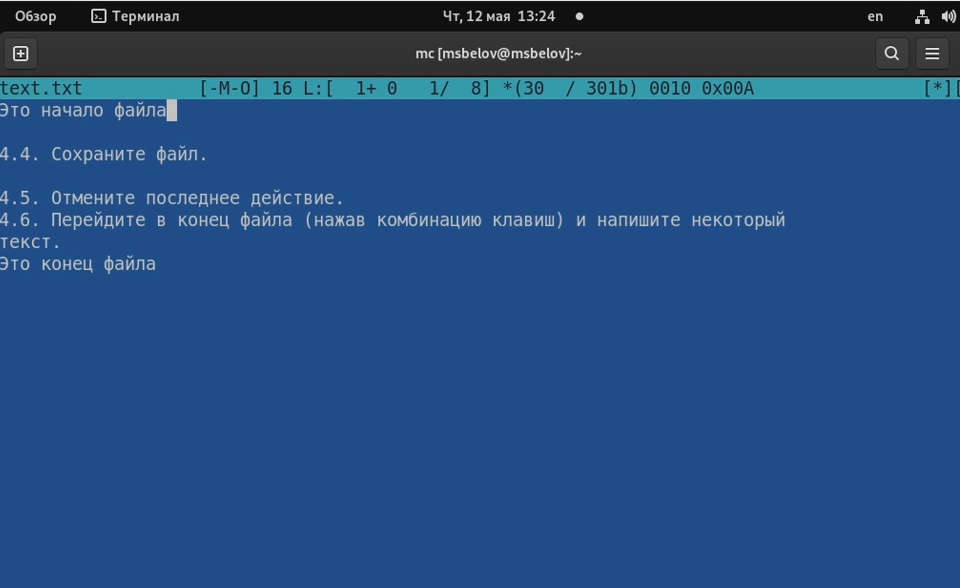 Обзор Терминал Чт, 12 мая 13:24 en
mc [msbelov@msbelov]:~
text.txt [-M-O] 16 L:[ 1+ 0 1/ 8] *(30 / 301b) 0010 0x00A [*][
Это начало файла
4.4. Сохраните файл.
4.5. Отмените последнее действие.
4.6. Перейдите в конец файла (нажав комбинацию клавиш) и напишите некоторый
текст.
Это конец файла